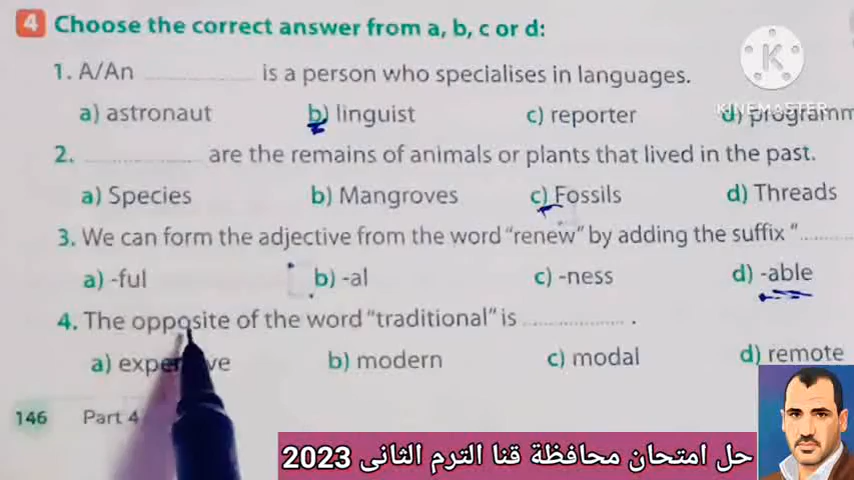 4 Choose the correct answer from a, b, c or d:
1. A/An ............ is a person who specialises in languages.
a) astronaut b) linguist c) reporter d) programm
2. ............ are the remains of animals or plants that lived in the past.
a) Species b) Mangroves c) Fossils d) Threads
3. We can form the adjective from the word "renew" by adding the suffix "......
a) -ful b) -al c) -ness d) -able
4. The opposite of the word "traditional" is ............ .
a) expensive b) modern c) modal d) remote
146 Part 4
K
KINEMASTER
حل امتحان محافظة قنا الترم الثانى 2023